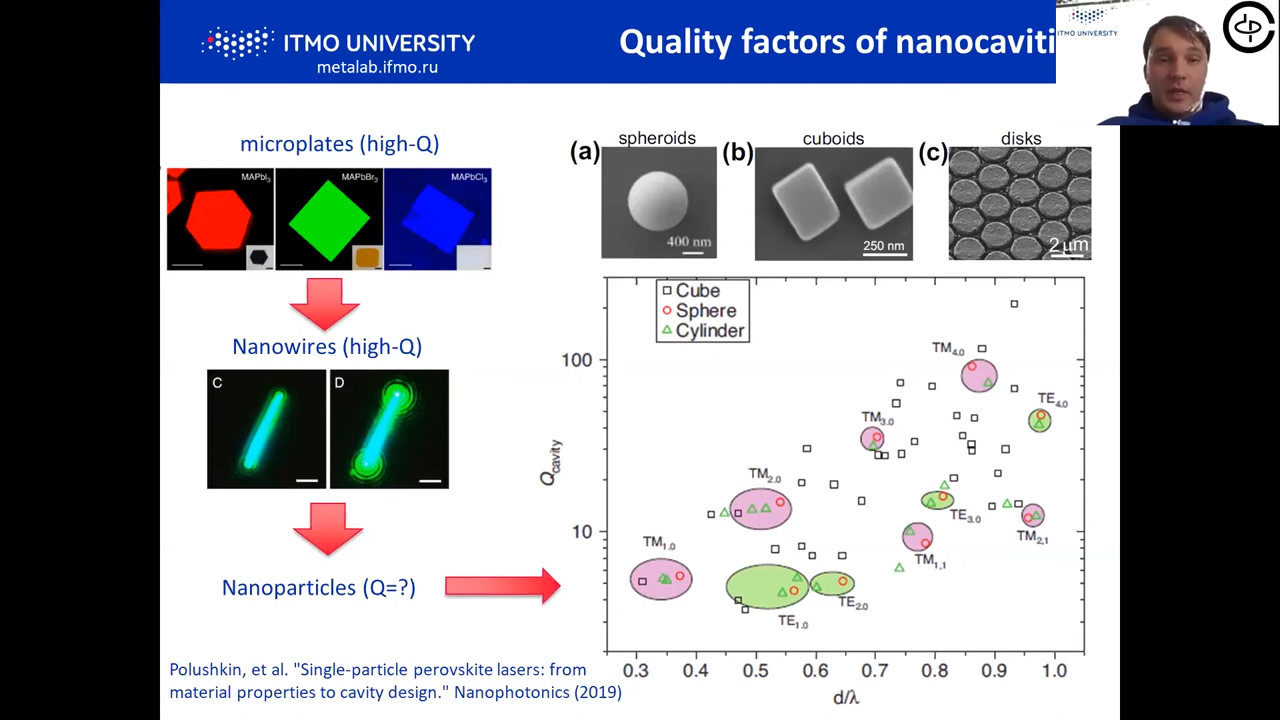 ITMO UNIVERSITY
metalab.ifmo.ru
Quality factors of nanocaviti
ITMO UNIVERSITY
microplates (high-Q)
MAPbI3
MAPbBr3
MAPbCl3
Nanowires (high-Q)
C
D
Nanoparticles (Q=?)
Polushkin, et al. "Single-particle perovskite lasers: from
material properties to cavity design." Nanophotonics (2019)
(a)
spheroids
400 nm
(b)
cuboids
250 nm
(c)
disks
2 μm
Cube
Sphere
Cylinder
100
10
Qcavity
TM4.0
TE4.0
TM3.0
TM2.0
TE3.0
TM2,1
TM1.0
TM1,1
TE2.0
TE1.0
0.3 0.4 0.5 0.6 0.7 0.8 0.9 1.0
d/λ